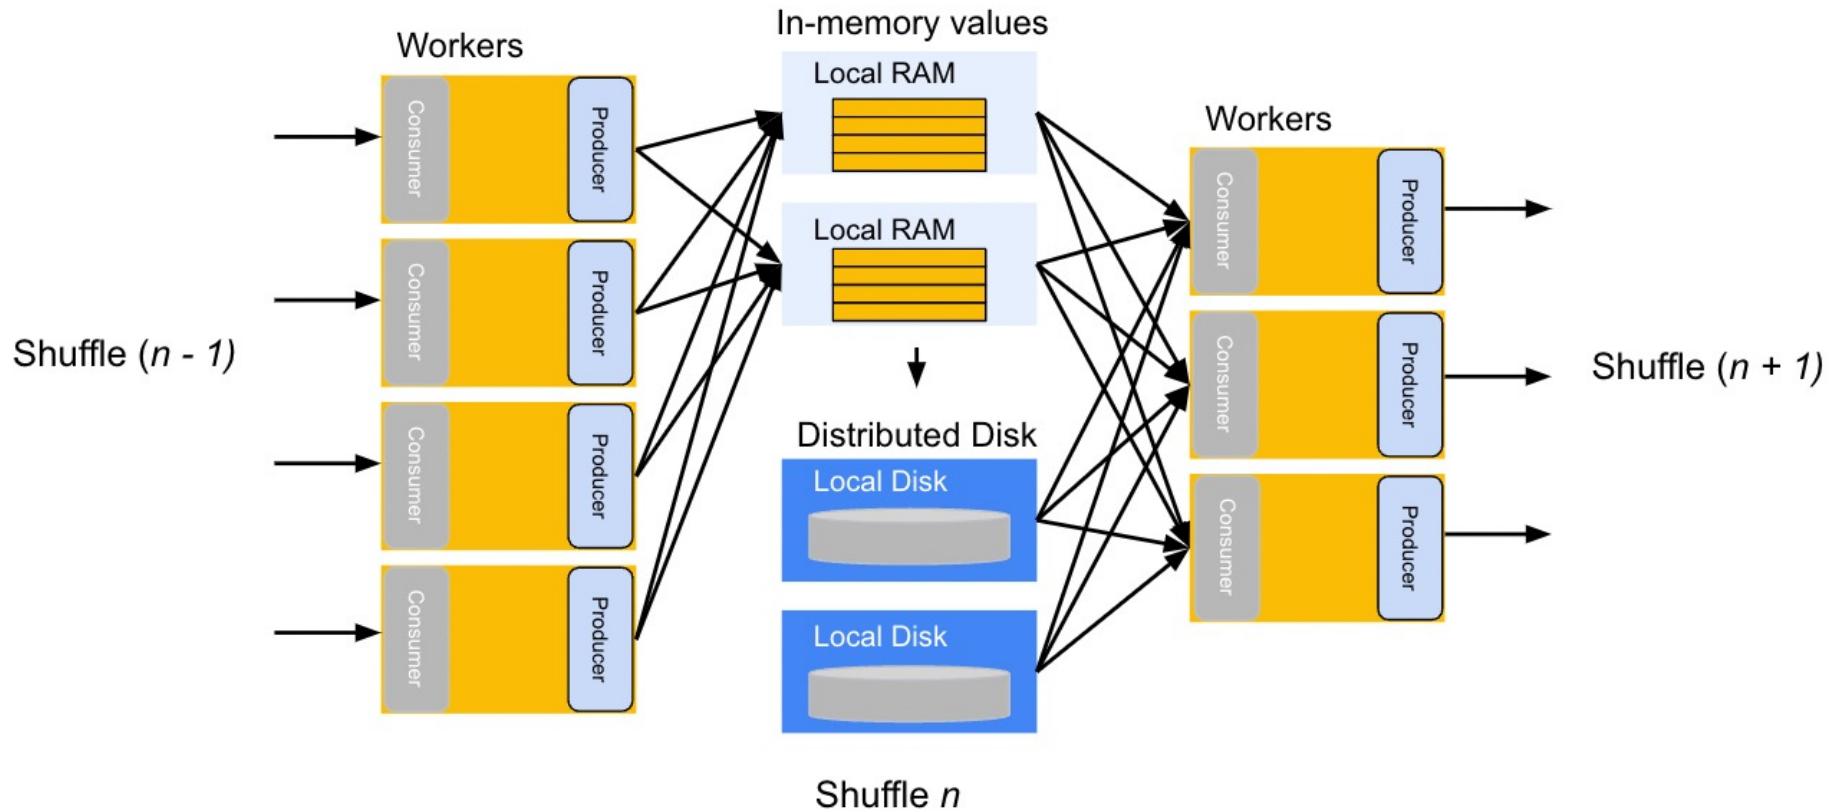 Shuffle (n - 1)
Workers
Consumer
Producer
Consumer
Producer
Consumer
Producer
Consumer
Producer
In-memory values
Local RAM
Local RAM
Distributed Disk
Local Disk
Local Disk
Shuffle n
Workers
Consumer
Producer
Consumer
Producer
Consumer
Producer
Shuffle (n + 1)